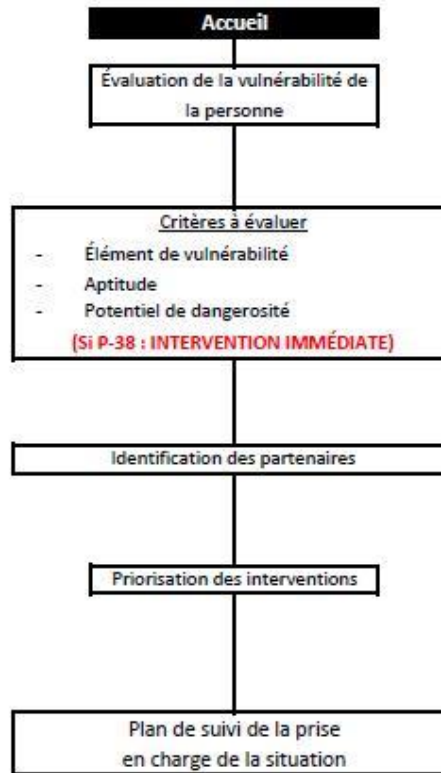 Accueil
Évaluation de la vulnérabilité de
la personne
Critères à évaluer
- Élément de vulnérabilité
- Aptitude
- Potentiel de dangerosité
(Si P-38 : INTERVENTION IMMÉDIATE)
Identification des partenaires
Priorisation des interventions
Plan de suivi de la prise
en charge de la situation